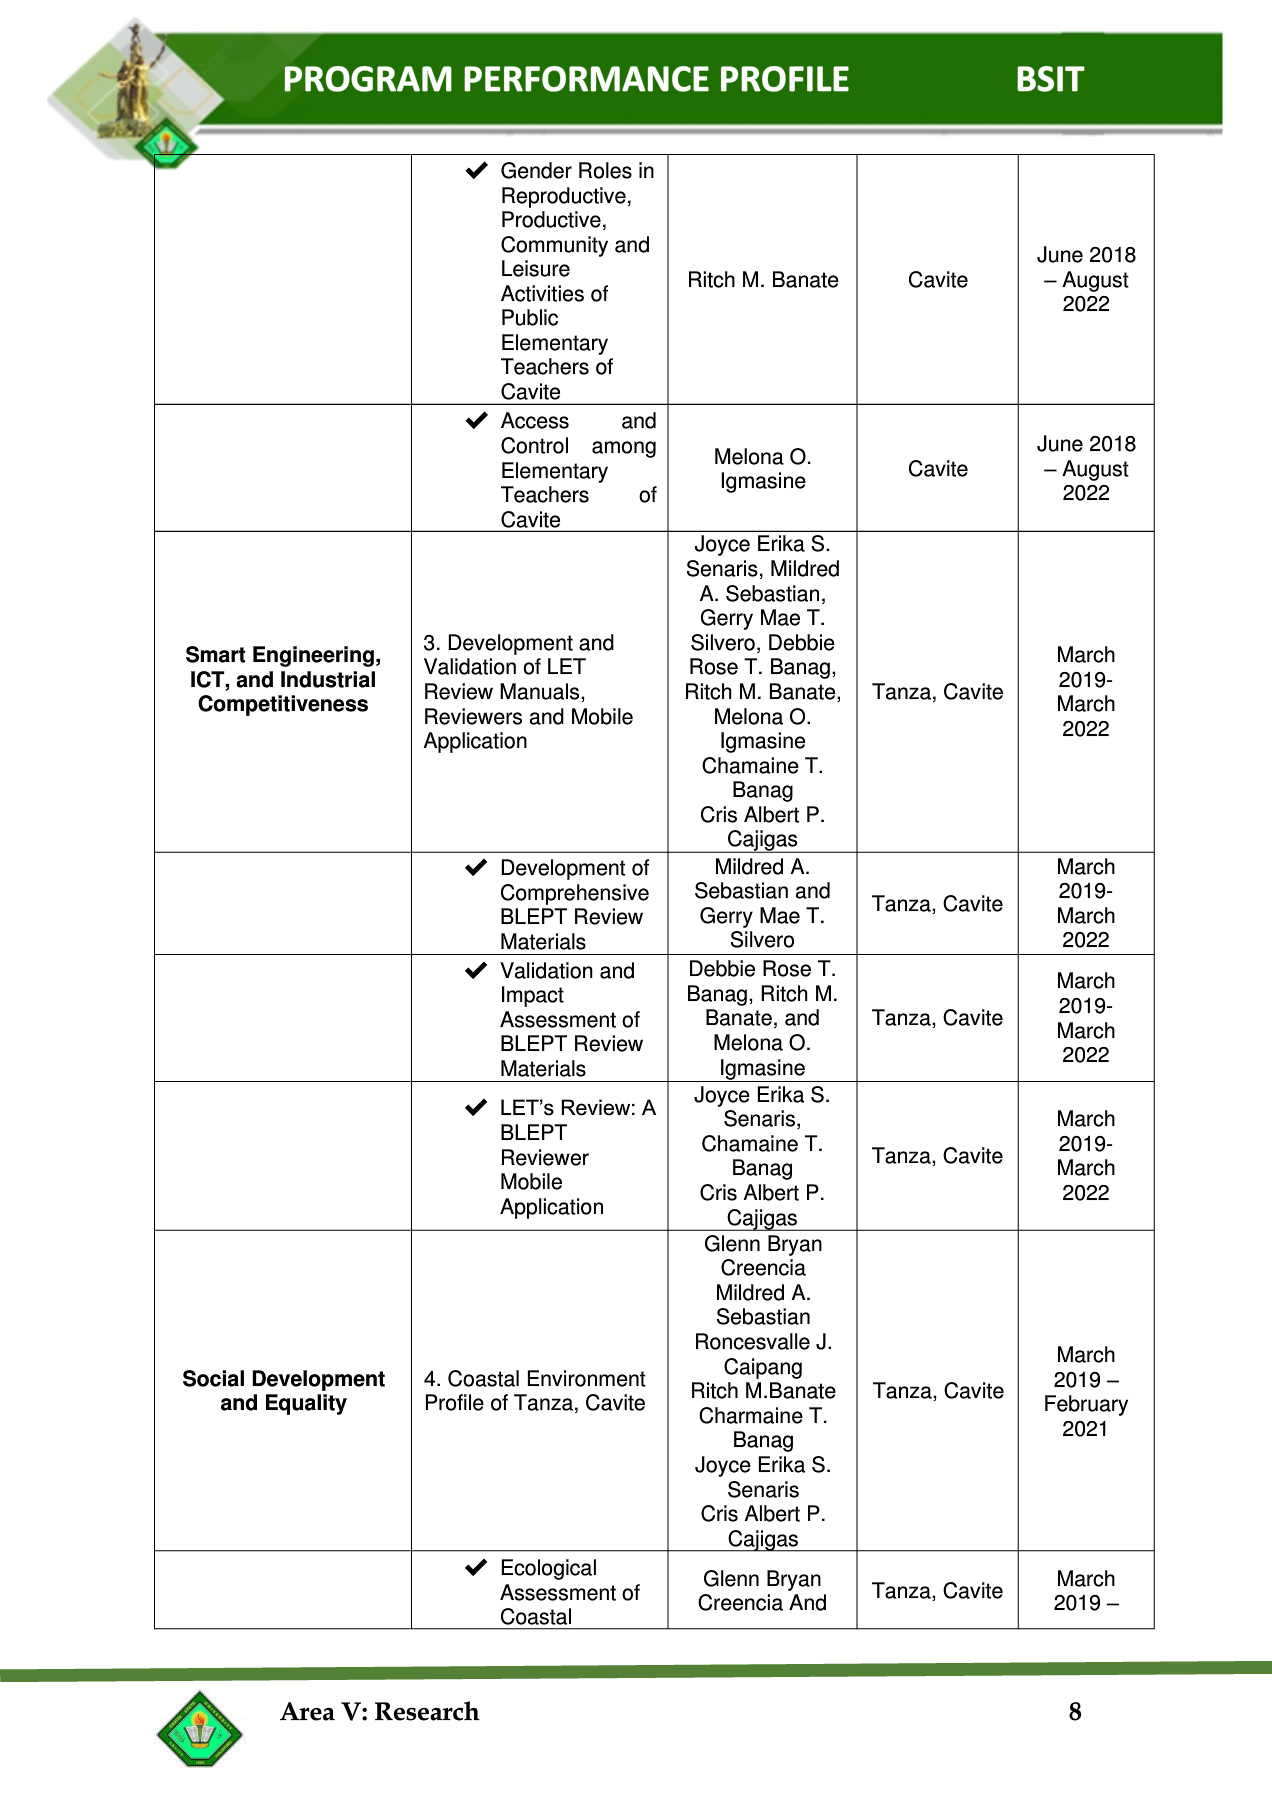 PROGRAM PERFORMANCE PROFILE BSIT
✔ Gender Roles in
Reproductive,
Productive,
Community and
Leisure
Activities of
Public
Elementary
Teachers of
Cavite
Ritch M. Banate
Cavite
June 2018
– August
2022
✔ Access and
Control among
Elementary
Teachers of
Cavite
Melona O.
Igmasine
Cavite
June 2018
– August
2022
Smart Engineering,
ICT, and Industrial
Competitiveness
3. Development and
Validation of LET
Review Manuals,
Reviewers and Mobile
Application
Joyce Erika S.
Senaris, Mildred
A. Sebastian,
Gerry Mae T.
Silvero, Debbie
Rose T. Banag,
Ritch M. Banate,
Melona O.
Igmasine
Chamaine T.
Banag
Cris Albert P.
Cajigas
Tanza, Cavite
March
2019-
March
2022
✔ Development of
Comprehensive
BLEPT Review
Materials
Mildred A.
Sebastian and
Gerry Mae T.
Silvero
Tanza, Cavite
March
2019-
March
2022
✔ Validation and
Impact
Assessment of
BLEPT Review
Materials
Debbie Rose T.
Banag, Ritch M.
Banate, and
Melona O.
Igmasine
Tanza, Cavite
March
2019-
March
2022
✔ LET’s Review: A
BLEPT
Reviewer
Mobile
Application
Joyce Erika S.
Senaris,
Chamaine T.
Banag
Cris Albert P.
Cajigas
Tanza, Cavite
March
2019-
March
2022
Social Development
and Equality
4. Coastal Environment
Profile of Tanza, Cavite
Glenn Bryan
Creencia
Mildred A.
Sebastian
Roncesvalle J.
Caipang
Ritch M.Banate
Charmaine T.
Banag
Joyce Erika S.
Senaris
Cris Albert P.
Cajigas
Tanza, Cavite
March
2019 –
February
2021
✔ Ecological
Assessment of
Coastal
Glenn Bryan
Creencia And
Tanza, Cavite
March
2019 –
Area V: Research 8